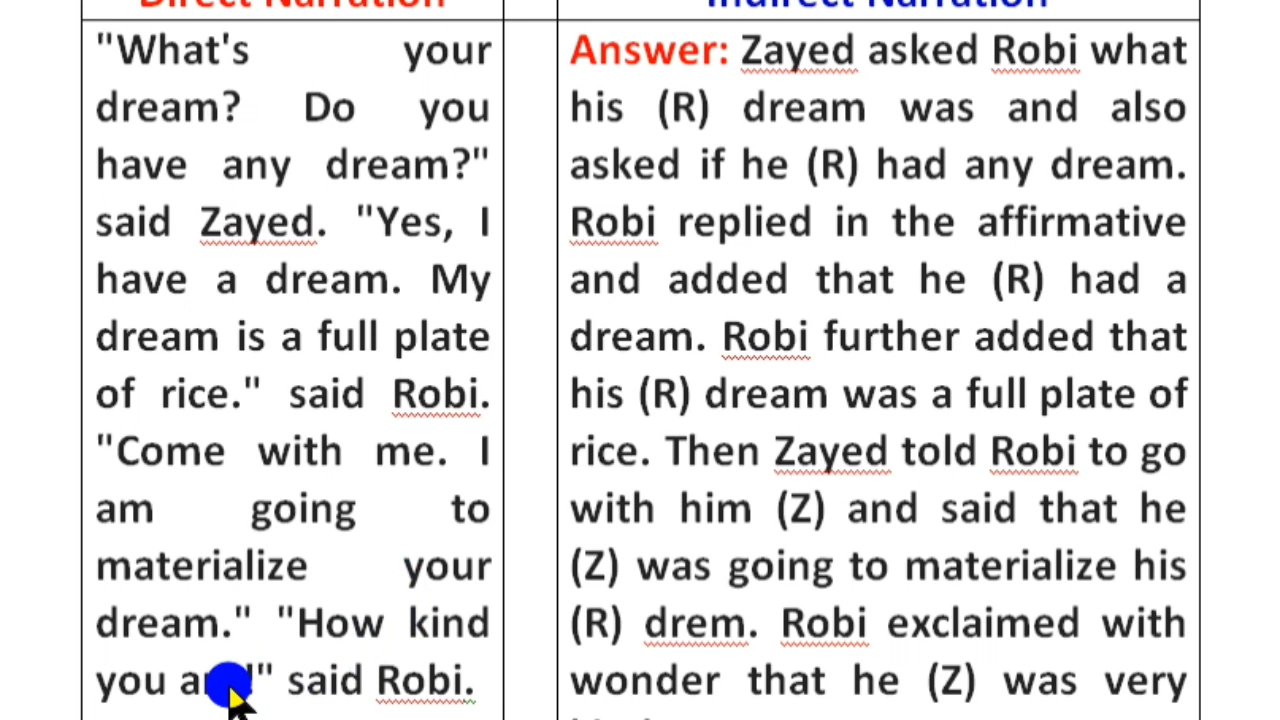 Direct Narration
Indirect Narration
"What's your
dream? Do you
have any dream?"
said Zayed. "Yes, I
have a dream. My
dream is a full plate
of rice." said Robi.
"Come with me. I
am going to
materialize your
dream." "How kind
you are!" said Robi.
Answer: Zayed asked Robi what
his (R) dream was and also
asked if he (R) had any dream.
Robi replied in the affirmative
and added that he (R) had a
dream. Robi further added that
his (R) dream was a full plate of
rice. Then Zayed told Robi to go
with him (Z) and said that he
(Z) was going to materialize his
(R) drem. Robi exclaimed with
wonder that he (Z) was very